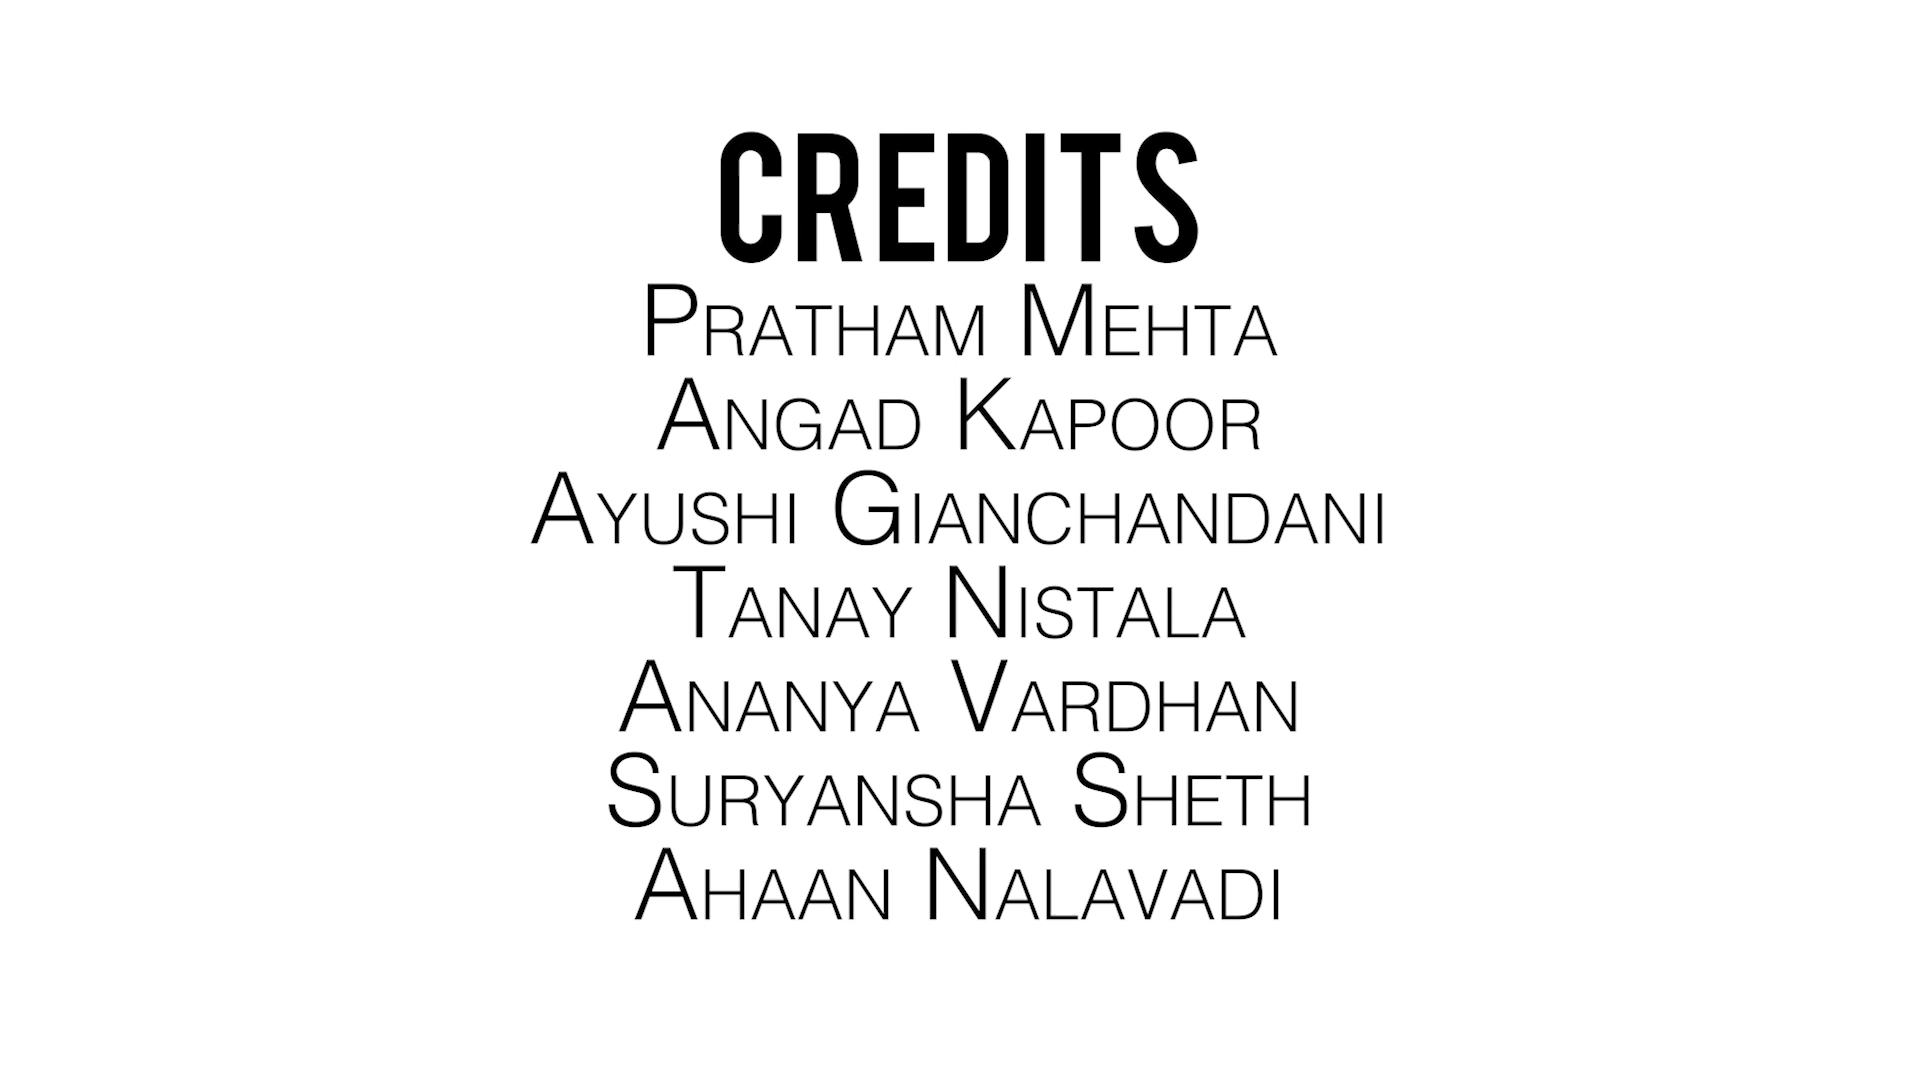 CREDITS
PRATHAM MEHTA
ANGAD KAPOOR
AYUSHI GIANCHANDANI
TANAY NISTALA
ANANYA VARDHAN
SURYANSHA SHETH
AHAAN NALAVADI